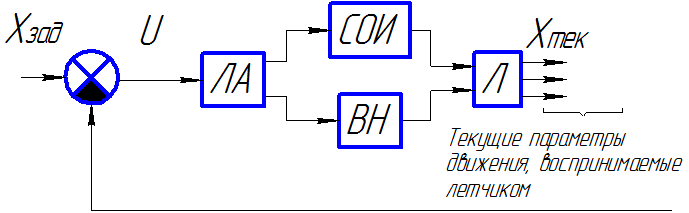 Xзад
U
ЛА
СОИ
ВН
Л
Xтек
Текущие параметры
движения, воспринимаемые
летчиком